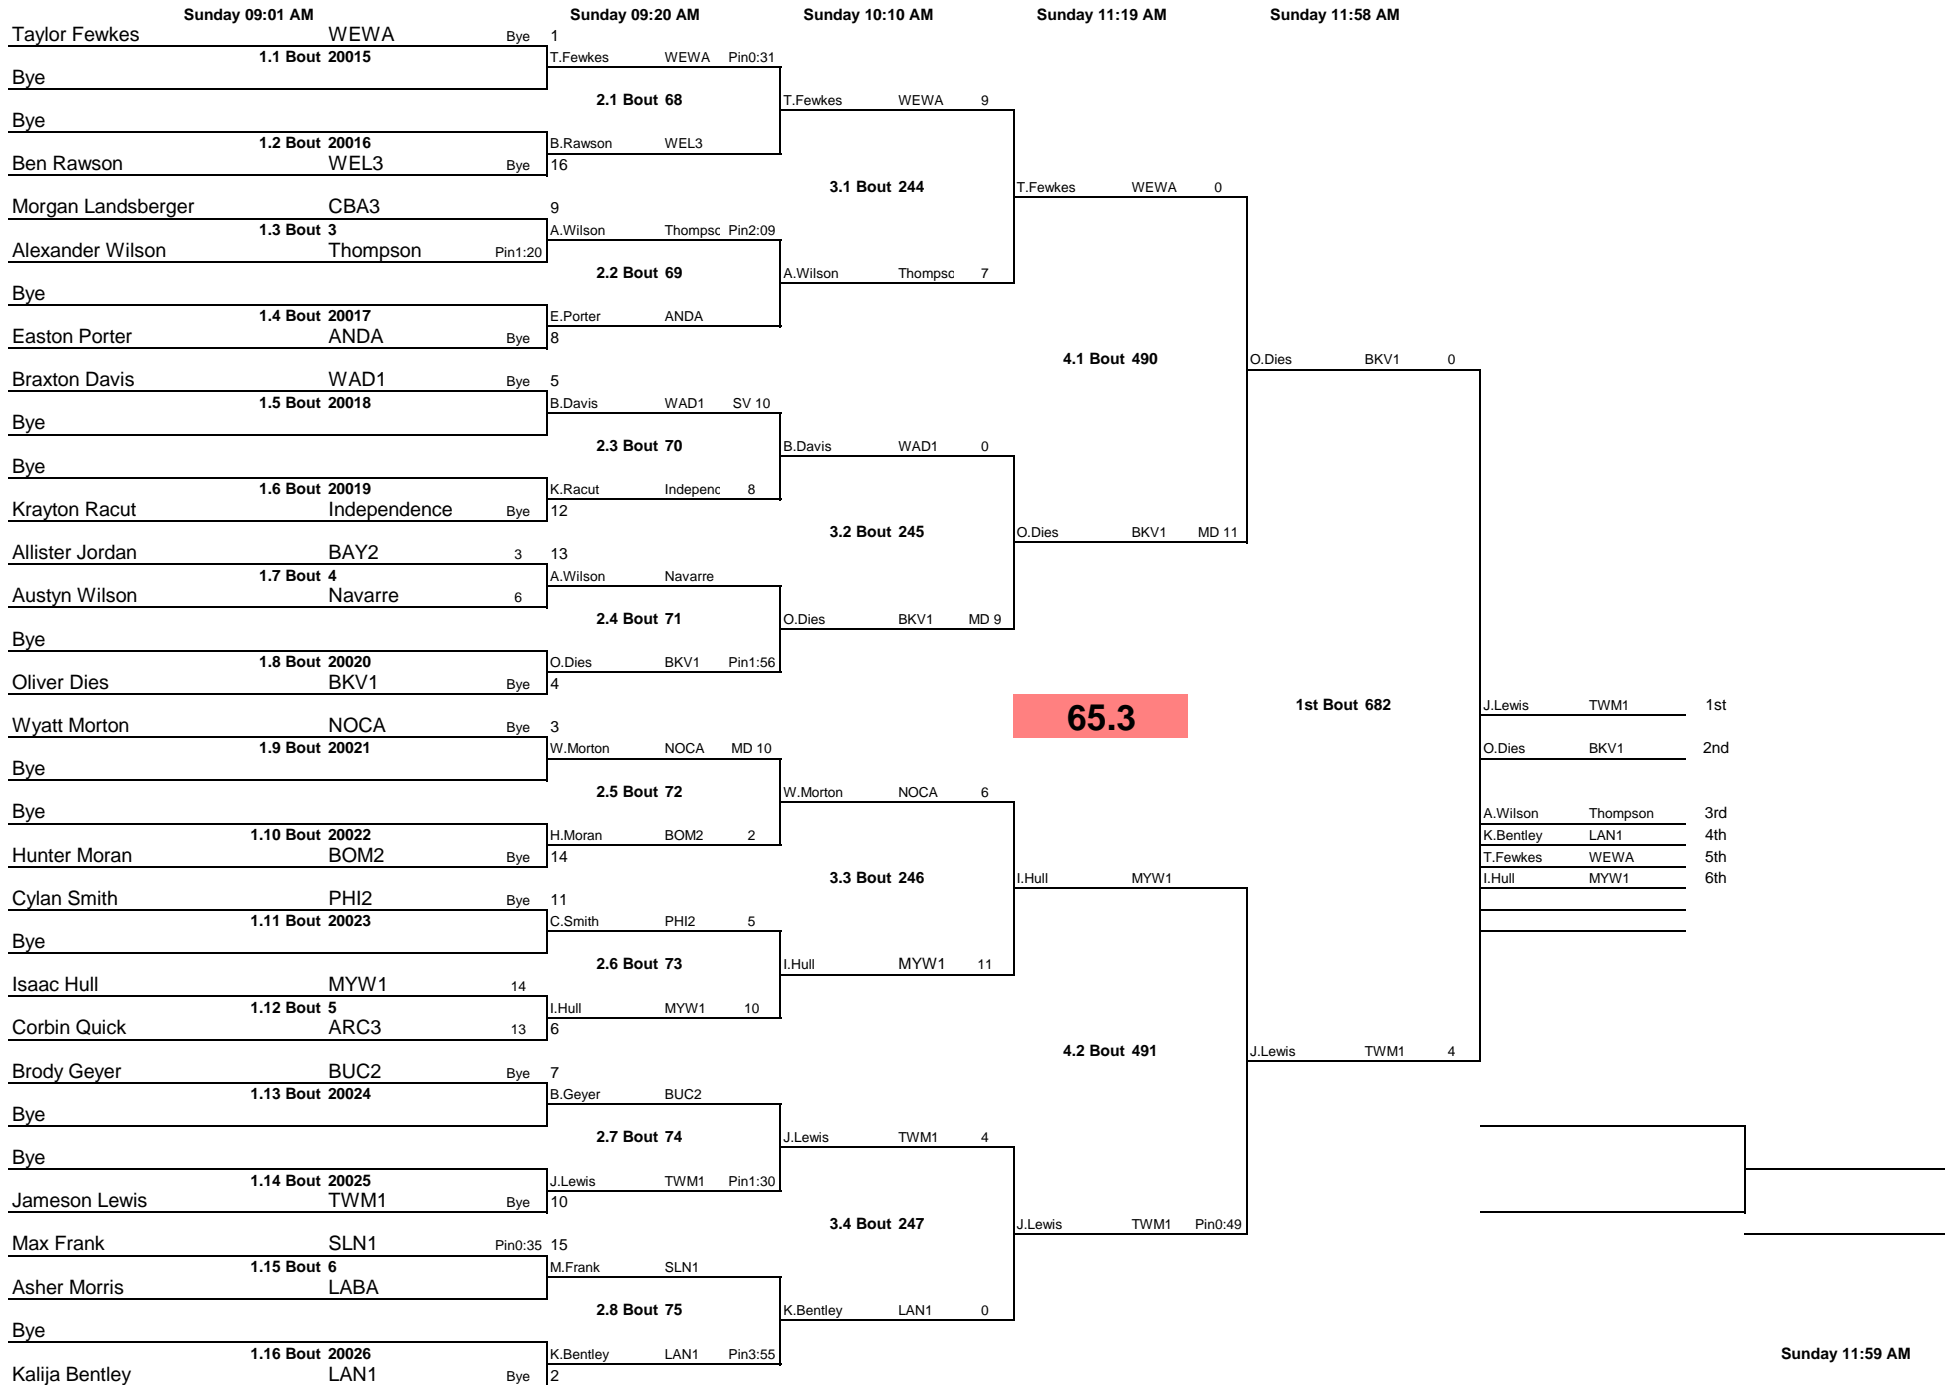 Sunday 09:01 AM Sunday 09:20 AM Sunday 10:10 AM Sunday 11:19 AM Sunday 11:58 AM
Taylor Fewkes WEWA Bye 1
1.1 Bout 20015 T.Fewkes WEWA Pin0:31
Bye
2.1 Bout 68 T.Fewkes WEWA 9
Bye
1.2 Bout 20016 B.Rawson WEL3
Ben Rawson WEL3 Bye 16
3.1 Bout 244 T.Fewkes WEWA 0
Morgan Landsberger CBA3 9
1.3 Bout 3 A.Wilson Thompsc Pin2:09
Alexander Wilson Thompson Pin1:20
2.2 Bout 69 A.Wilson Thompsc 7
Bye
1.4 Bout 20017 E.Porter ANDA
Easton Porter ANDA Bye 8
4.1 Bout 490 O.Dies BKV1 0
Braxton Davis WAD1 Bye 5
1.5 Bout 20018 B.Davis WAD1 SV 10
Bye
2.3 Bout 70 B.Davis WAD1 0
Bye
1.6 Bout 20019 K.Racut Indepenc 8
Krayton Racut Independence Bye 12
3.2 Bout 245 O.Dies BKV1 MD 11
Allister Jordan BAY2 3 13
1.7 Bout 4 A.Wilson Navarre
Austyn Wilson Navarre 6
2.4 Bout 71 O.Dies BKV1 MD 9
Bye
1.8 Bout 20020 O.Dies BKV1 Pin1:56
Oliver Dies BKV1 Bye 4
65.3 1st Bout 682 J.Lewis TWM1 1st
Wyatt Morton NOCA Bye 3
1.9 Bout 20021 W.Morton NOCA MD 10 O.Dies BKV1 2nd
Bye
2.5 Bout 72 W.Morton NOCA 6
Bye A.Wilson Thompson 3rd
1.10 Bout 20022 H.Moran BOM2 2 K.Bentley LAN1 4th
Hunter Moran BOM2 Bye 14 T.Fewkes WEWA 5th
3.3 Bout 246 I.Hull MYW1 I.Hull MYW1 6th
Cylan Smith PHI2 Bye 11
1.11 Bout 20023 C.Smith PHI2 5
Bye
2.6 Bout 73 I.Hull MYW1 11
Isaac Hull MYW1 14
1.12 Bout 5 I.Hull MYW1 10
Corbin Quick ARC3 13 6
4.2 Bout 491 J.Lewis TWM1 4
Brody Geyer BUC2 Bye 7
1.13 Bout 20024 B.Geyer BUC2
Bye
2.7 Bout 74 J.Lewis TWM1 4
Bye
1.14 Bout 20025 J.Lewis TWM1 Pin1:30
Jameson Lewis TWM1 Bye 10
3.4 Bout 247 J.Lewis TWM1 Pin0:49
Max Frank SLN1 Pin0:35 15
1.15 Bout 6 M.Frank SLN1
Asher Morris LABA
2.8 Bout 75 K.Bentley LAN1 0
Bye
1.16 Bout 20026 K.Bentley LAN1 Pin3:55 Sunday 11:59 AM
Kalija Bentley LAN1 Bye 2